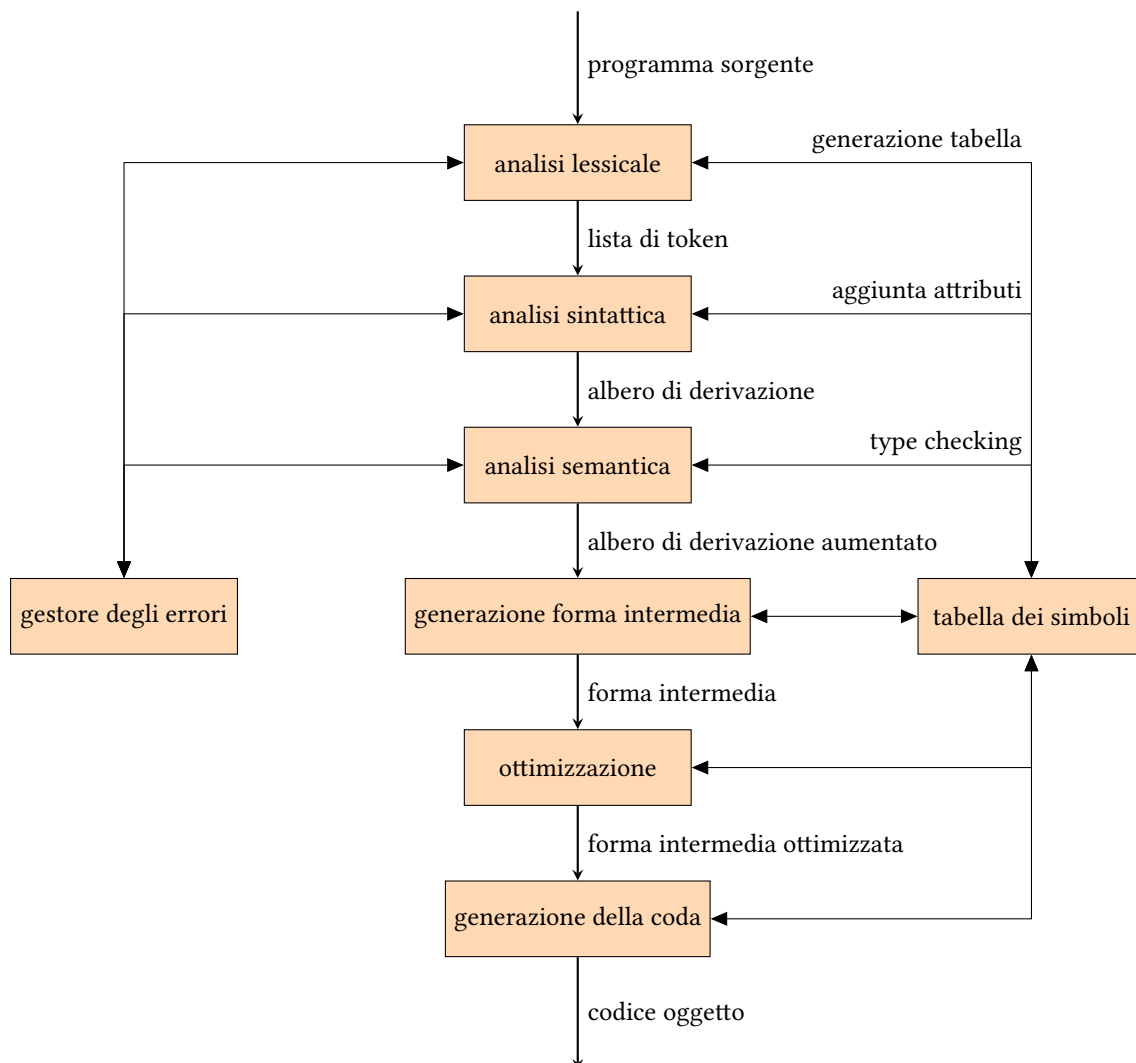 programma sorgente
generazione tabella
analisi lessicale
lista di token
aggiunta attributi
analisi sintattica
albero di derivazione
type checking
analisi semantica
albero di derivazione aumentato
gestore degli errori
generazione forma intermedia
tabella dei simboli
forma intermedia
ottimizzazione
forma intermedia ottimizzata
generazione della coda
codice oggetto